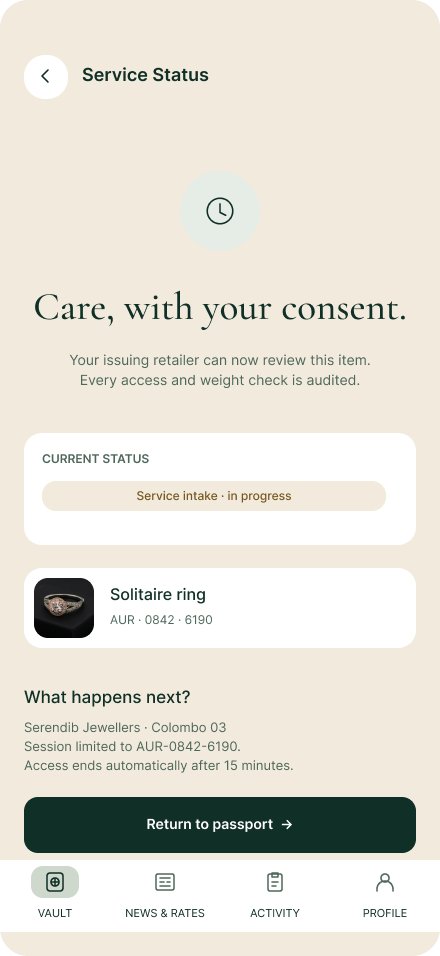 Service Status
Care, with your consent.
Your issuing retailer can now review this item.
Every access and weight check is audited.
CURRENT STATUS
Service intake · in progress
Solitaire ring
AUR · 0842 · 6190
What happens next?
Serendib Jewellers · Colombo 03
Session limited to AUR-0842-6190.
Access ends automatically after 15 minutes.
Return to passport →
VAULT
NEWS & RATES
ACTIVITY
PROFILE